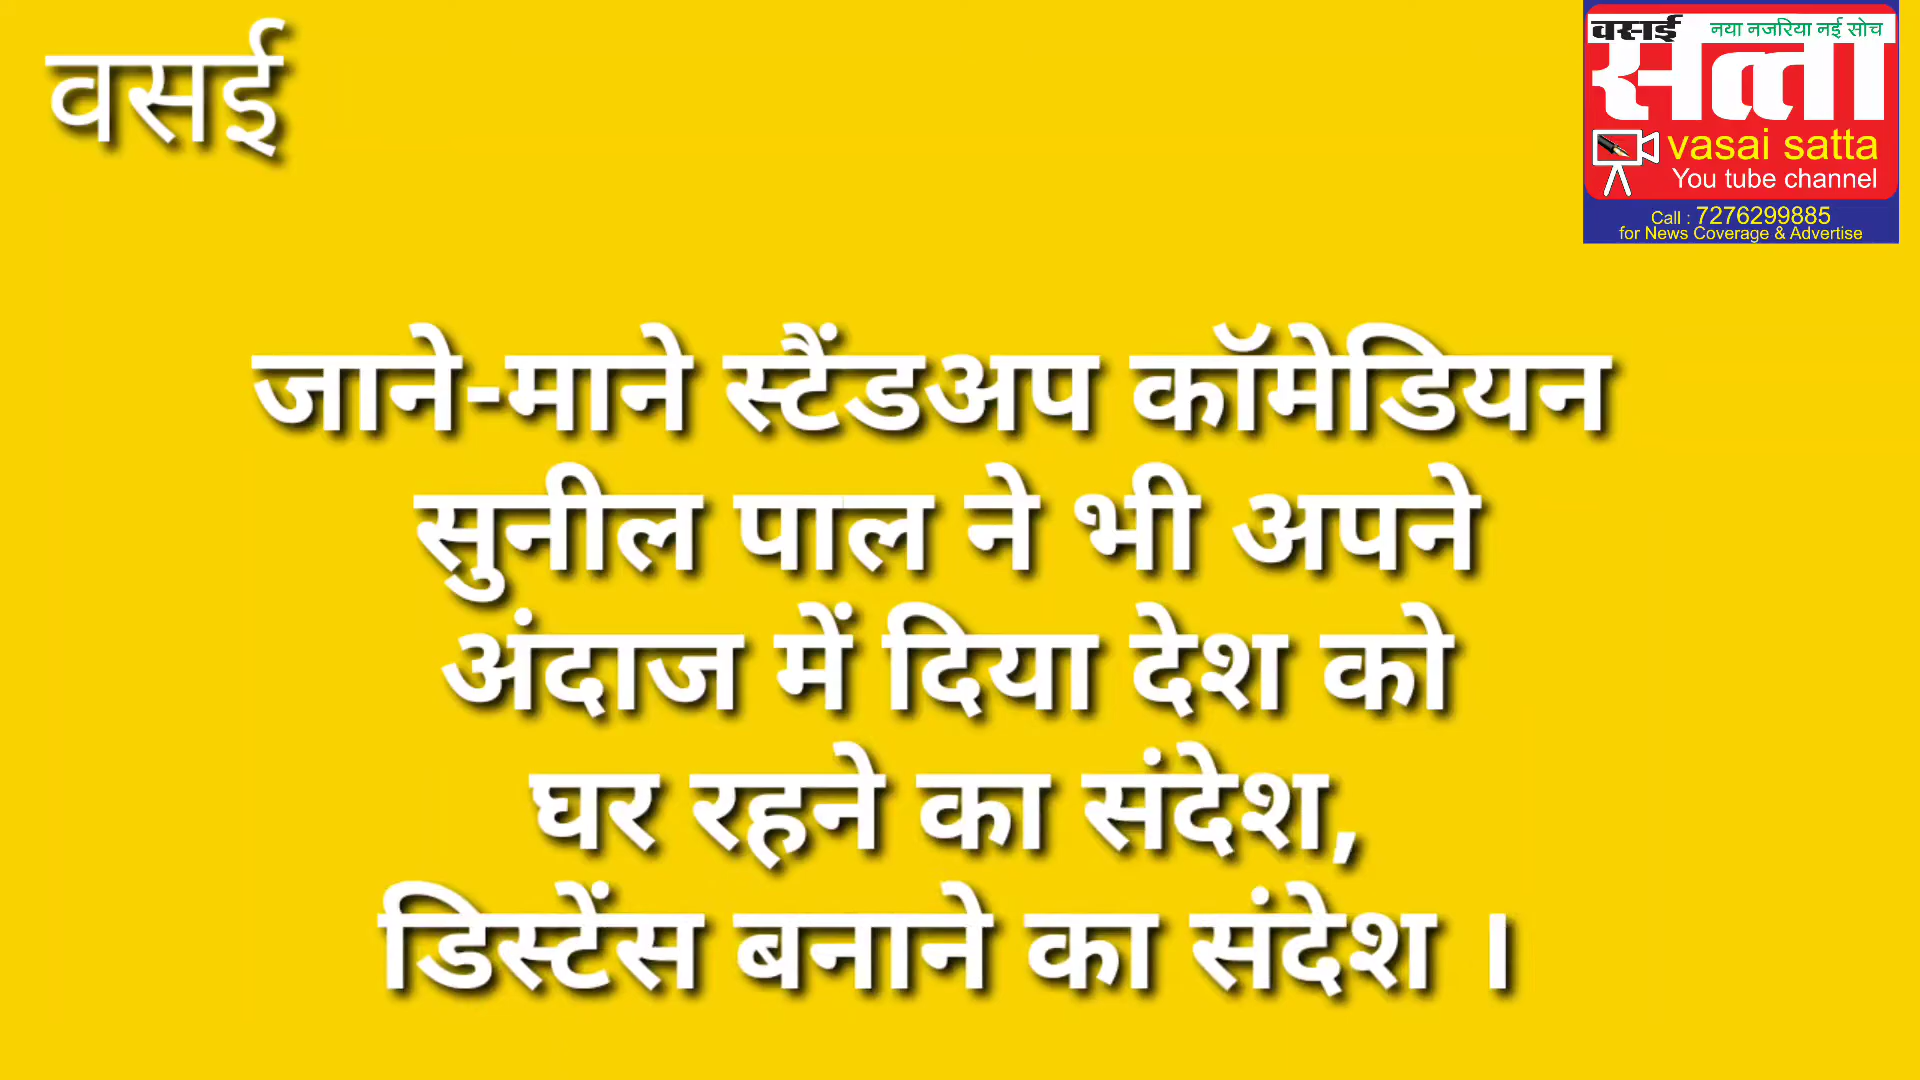 वसई
वसई नया नजरिया नई सोच
सत्ता
vasai satta
You tube channel
Call : 7276299885
for News Coverage & Advertise
जाने-माने स्टैंडअप कॉमेडियन
सुनील पाल ने भी अपने
अंदाज में दिया देश को
घर रहने का संदेश,
डिस्टेंस बनाने का संदेश ।